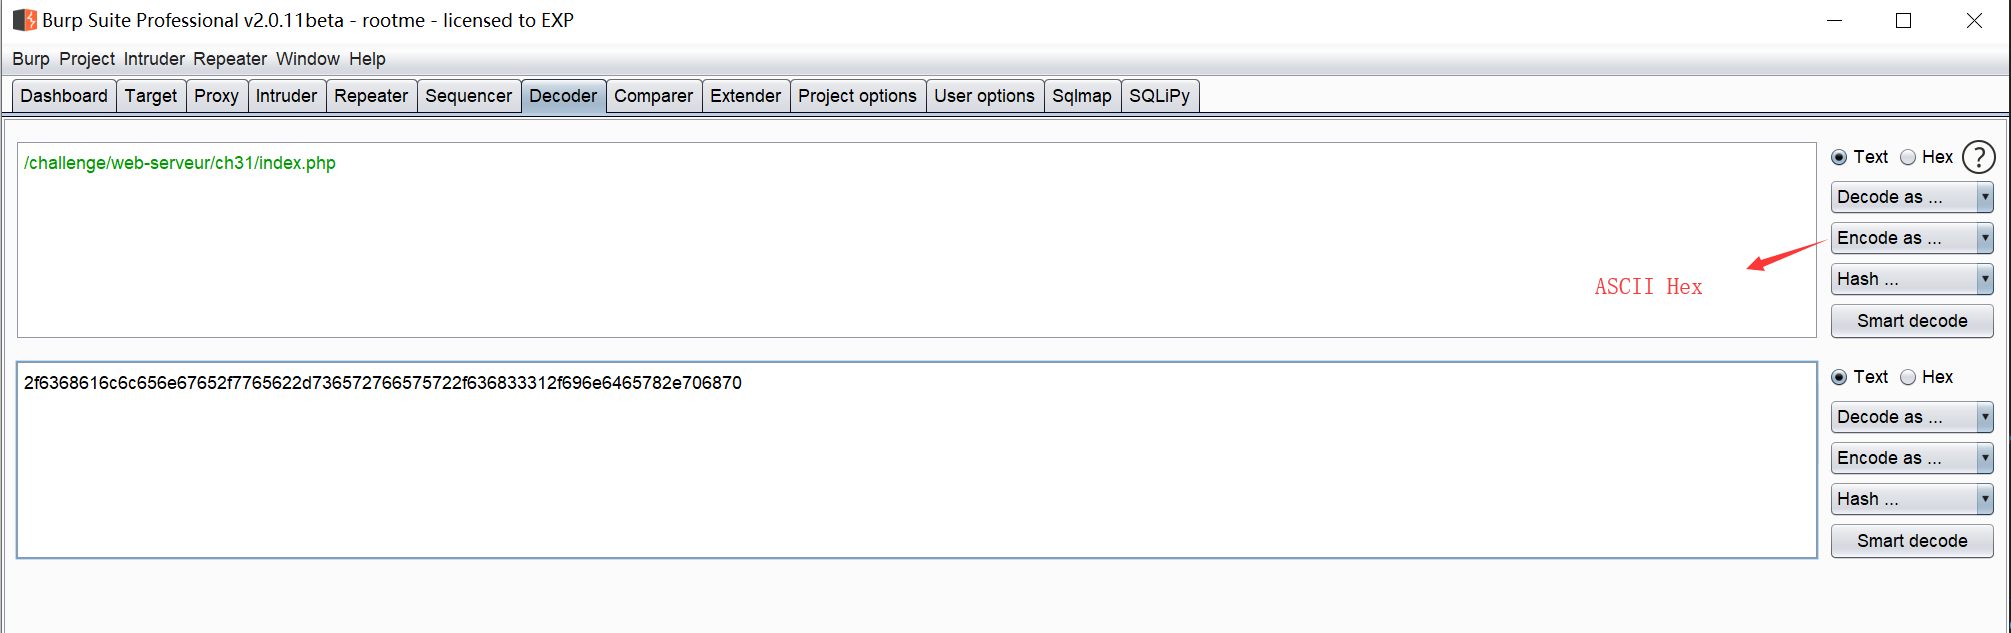 Burp Suite Professional v2.0.11beta - rootme - licensed to EXP
Burp Project Intruder Repeater Window Help
Dashboard Target Proxy Intruder Repeater Sequencer Decoder Comparer Extender Project options User options Sqlmap SQLiPy
/challenge/web-serveur/ch31/index.php
Text Hex ?
Decode as ...
Encode as ...
ASCII Hex
Hash ...
Smart decode
2f6368616c6c656e67652f7765622d736572766575722f636833312f696e6465782e706870
Text Hex
Decode as ...
Encode as ...
Hash ...
Smart decode